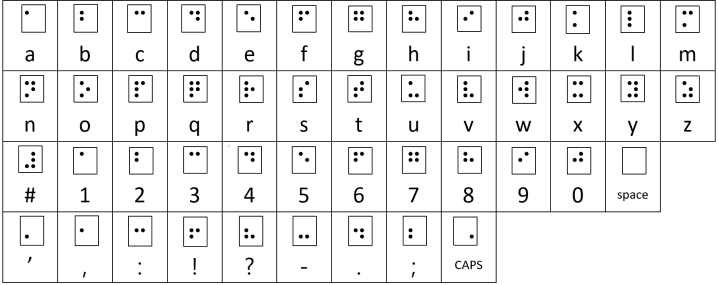 a b c d e f g h i j k l m
n o p q r s t u v w x y z
# 1 2 3 4 5 6 7 8 9 0 space
’ , : ! ? - . ; CAPS